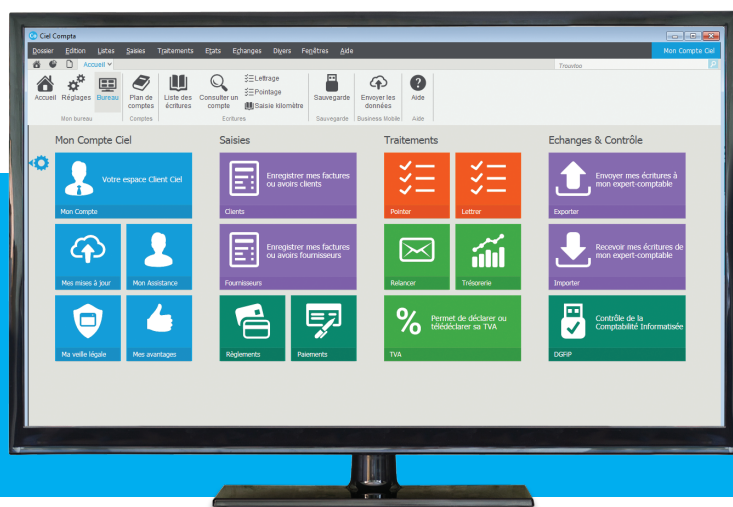 Ciel Compta
Dossier Edition Listes Saisies Traitements Etats Echanges Divers Fenêtres Aide
Mon Compte Ciel
Accueil
Trouvtoo
Accueil Réglages Bureau
Mon bureau
Plan de
comptes
Comptes
Liste des
écritures
Consulter un
compte
Lettrage
Pointage
Saisie kilomètre
Ecritures
Sauvegarde
Sauvegarde
Envoyer les
données
Business Mobile
Aide
Aide
Mon Compte Ciel
Votre espace Client Ciel
Mon Compte
Mes mises à jour
Mon Assistance
Ma veille légale
Mes avantages
Saisies
Enregistrer mes factures
ou avoirs clients
Clients
Enregistrer mes factures
ou avoirs fournisseurs
Fournisseurs
Règlements
Paiements
Traitements
Pointer
Lettrer
Relancer
Trésorerie
%
Permet de déclarer ou
télédéclarer sa TVA
TVA
Echanges & Contrôle
Envoyer mes écritures à
mon expert-comptable
Exporter
Recevoir mes écritures de
mon expert-comptable
Importer
Contrôle de la
Comptabilité Informatisée
DGFiP